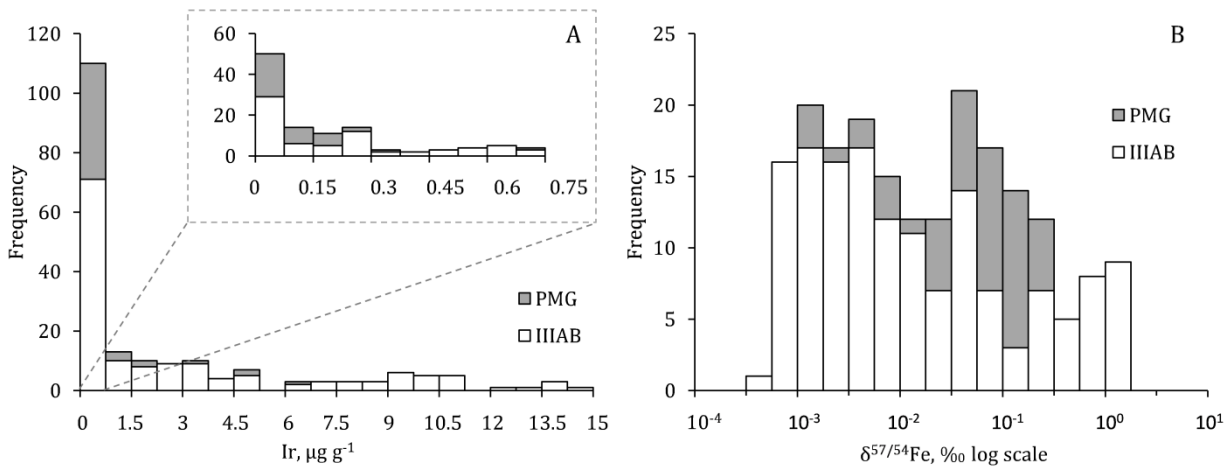 A
120
100
80
60
40
20
0
Frequency
60
40
20
0
0 0.15 0.3 0.45 0.6 0.75
PMG
IIIAB
0 1.5 3 4.5 6 7.5 9 10.5 12 13.5 15
Ir, µg g⁻¹
B
25
20
15
10
5
0
Frequency
PMG
IIIAB
10⁻⁴ 10⁻³ 10⁻² 10⁻¹ 10⁰ 10¹
δ⁵⁷/⁵⁴Fe, ‰ log scale